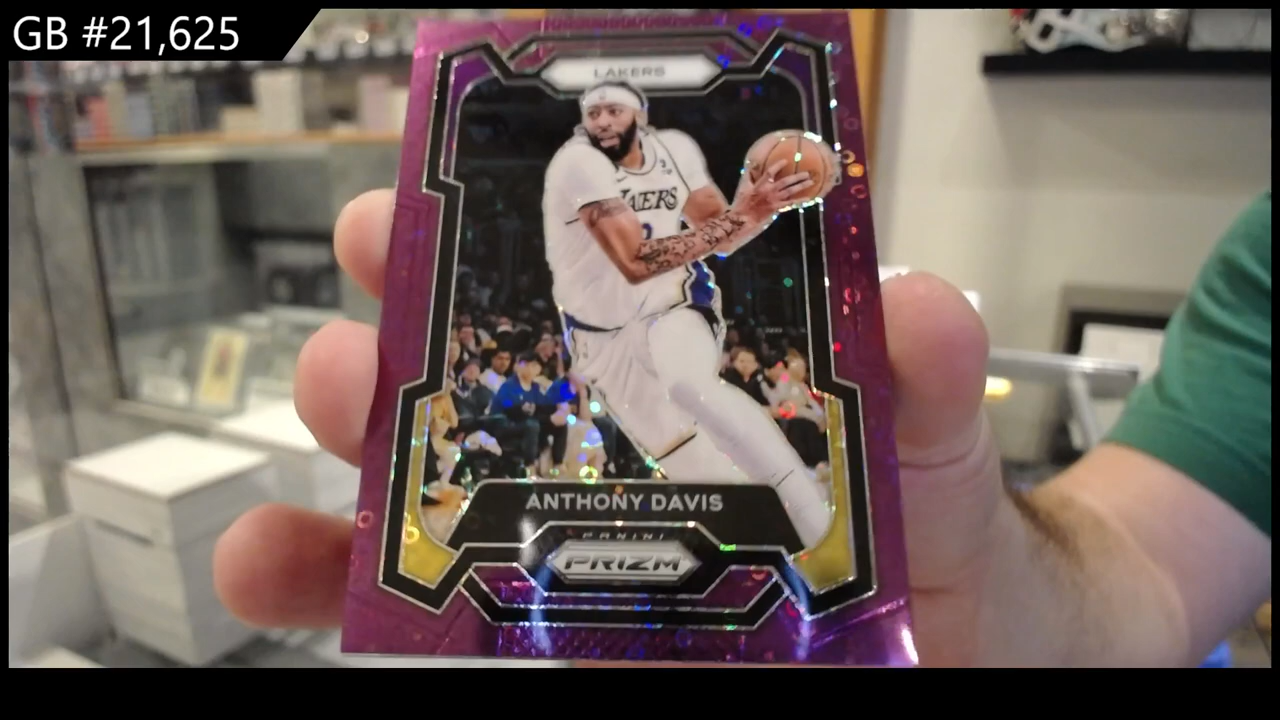 GB #21,625
LAKERS
LAKERS
ANTHONY DAVIS
PANINI
PRIZM